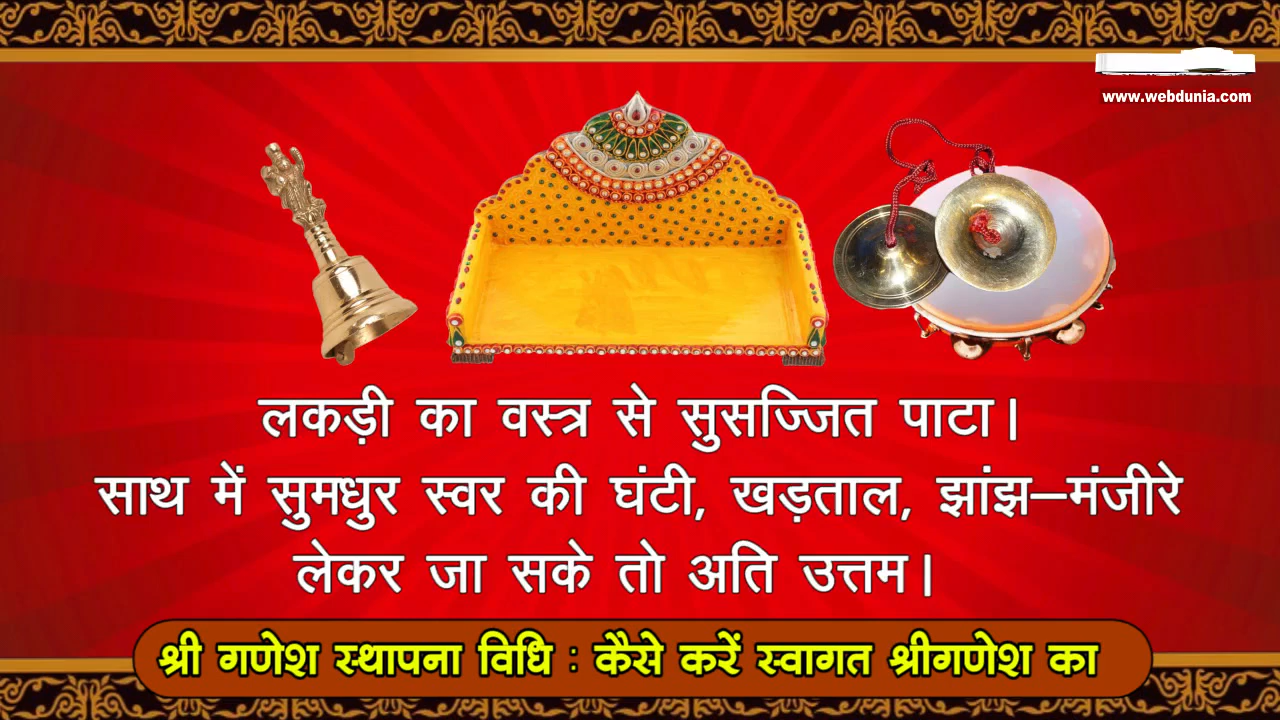 www.webdunia.com
लकड़ी का वस्त्र से सुसज्जित पाटा।
साथ में सुमधुर स्वर की घंटी, खड़ताल, झांझ–मंजीरे
लेकर जा सके तो अति उत्तम।
श्री गणेश स्थापना विधि : कैसे करें स्वागत श्रीगणेश का